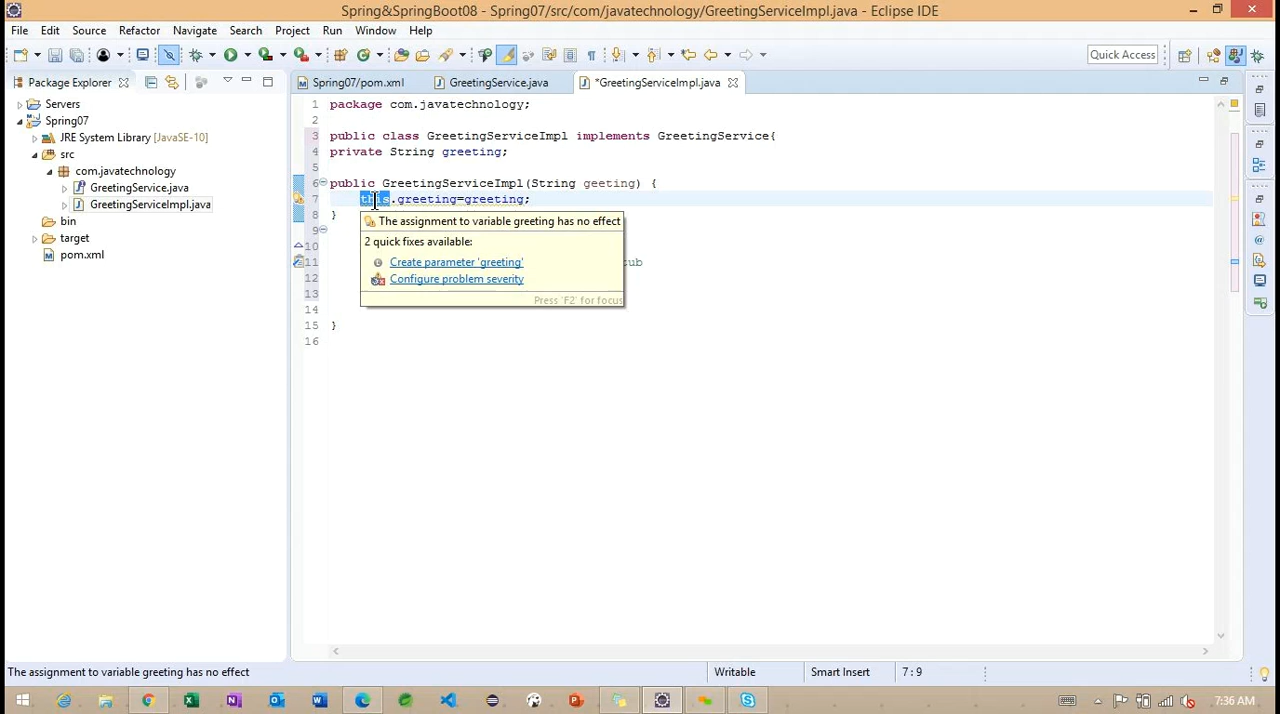 Spring&SpringBoot08 - Spring07/src/com/javatechnology/GreetingServiceImpl.java - Eclipse IDE
File Edit Source Refactor Navigate Search Project Run Window Help
Quick Access
Package Explorer
Spring07/pom.xml
GreetingService.java
*GreetingServiceImpl.java
Servers
Spring07
JRE System Library [JavaSE-10]
src
com.javatechnology
GreetingService.java
GreetingServiceImpl.java
bin
target
pom.xml
1 package com.javatechnology;
2
3 public class GreetingServiceImpl implements GreetingService{
4 private String greeting;
5
6 public GreetingServiceImpl(String geeting) {
7 this.greeting=greeting;
8 }
9
10
11 ub
12
13
14
15 }
16
The assignment to variable greeting has no effect
2 quick fixes available:
Create parameter 'greeting'
Configure problem severity
Press 'F2' for focus
The assignment to variable greeting has no effect
Writable
Smart Insert
7 : 9
7:36 AM